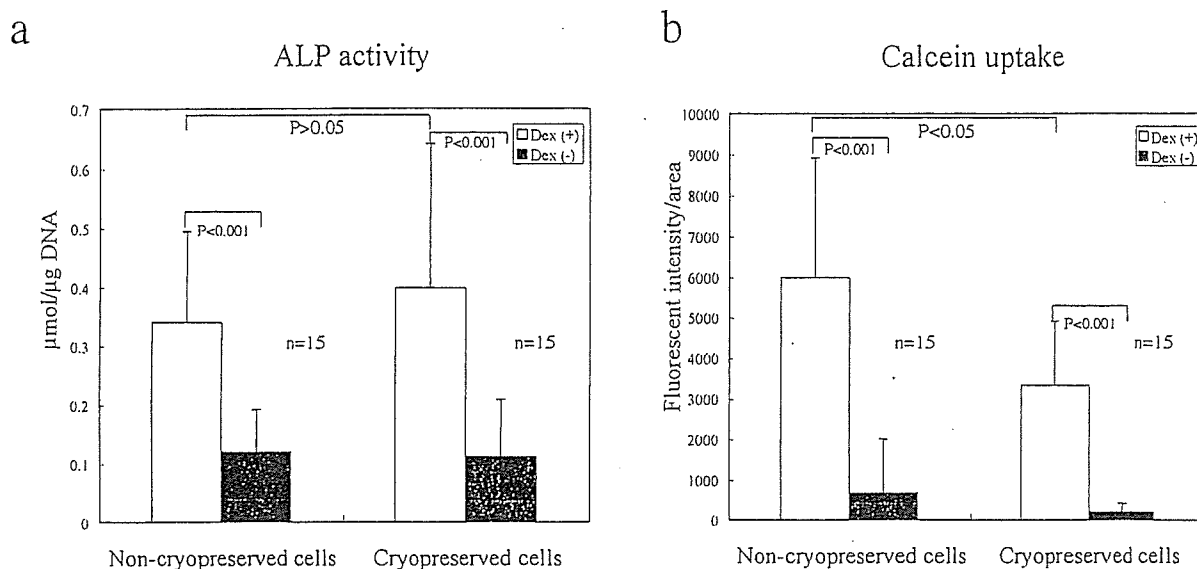 a
ALP activity
μmol/μg DNA
0.7
0.6
0.5
0.4
0.3
0.2
0.1
0
P>0.05
P<0.001
P<0.001
Dex (+)
Dex (-)
n=15
n=15
Non-cryopreserved cells
Cryopreserved cells
b
Calcein uptake
Fluorescent intensity/area
10000
9000
8000
7000
6000
5000
4000
3000
2000
1000
0
P<0.05
P<0.001
P<0.001
Dex (+)
Dex (-)
n=15
n=15
Non-cryopreserved cells
Cryopreserved cells